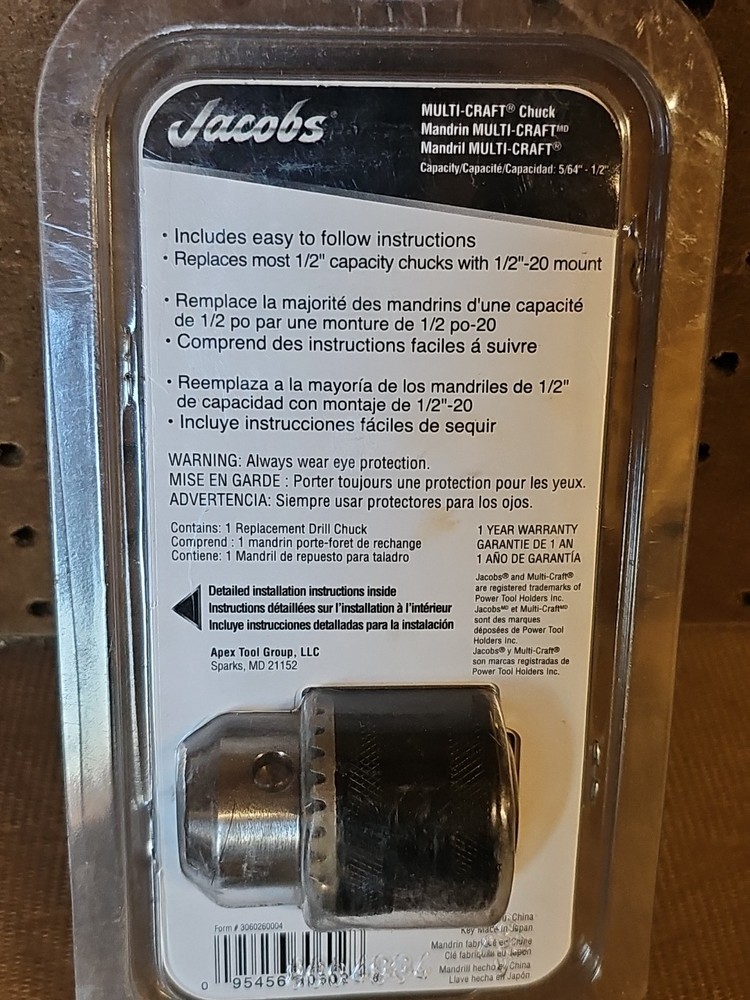 Jacobs®
MULTI-CRAFT® Chuck
Mandrin MULTI-CRAFTMD
Mandril MULTI-CRAFT®
Capacity/Capacité/Capacidad: 5/64" - 1/2"
• Includes easy to follow instructions
• Replaces most 1/2" capacity chucks with 1/2"-20 mount
• Remplace la majorité des mandrins d'une capacité
de 1/2 po par une monture de 1/2 po-20
• Comprend des instructions faciles á suivre
• Reemplaza a la mayoría de los mandriles de 1/2"
de capacidad con montaje de 1/2"-20
• Incluye instrucciones fáciles de sequir
WARNING: Always wear eye protection.
MISE EN GARDE : Porter toujours une protection pour les yeux.
ADVERTENCIA: Siempre usar protectores para los ojos.
Contains: 1 Replacement Drill Chuck
Comprend : 1 mandrin porte-foret de rechange
Contiene: 1 Mandril de repuesto para taladro
1 YEAR WARRANTY
GARANTIE DE 1 AN
1 AÑO DE GARANTÍA
Detailed installation instructions inside
Instructions détaillées sur l'installation à l'intérieur
Incluye instrucciones detalladas para la instalación
Jacobs® and Multi-Craft®
are registered trademarks of
Power Tool Holders Inc.
JacobsMD et Multi-CraftMD
sont des marques
déposées de Power Tool
Holders Inc.
Jacobs® y Multi-Craft®
son marcas registradas de
Power Tool Holders Inc.
Apex Tool Group, LLC
Sparks, MD 21152
Form # 3060260004
0 95456
China
Key Made in Japan
Mandrin fabriqué en Chine
Clé fabriquée au Japon
Mandril hecho en China
Llave hecha en Japón